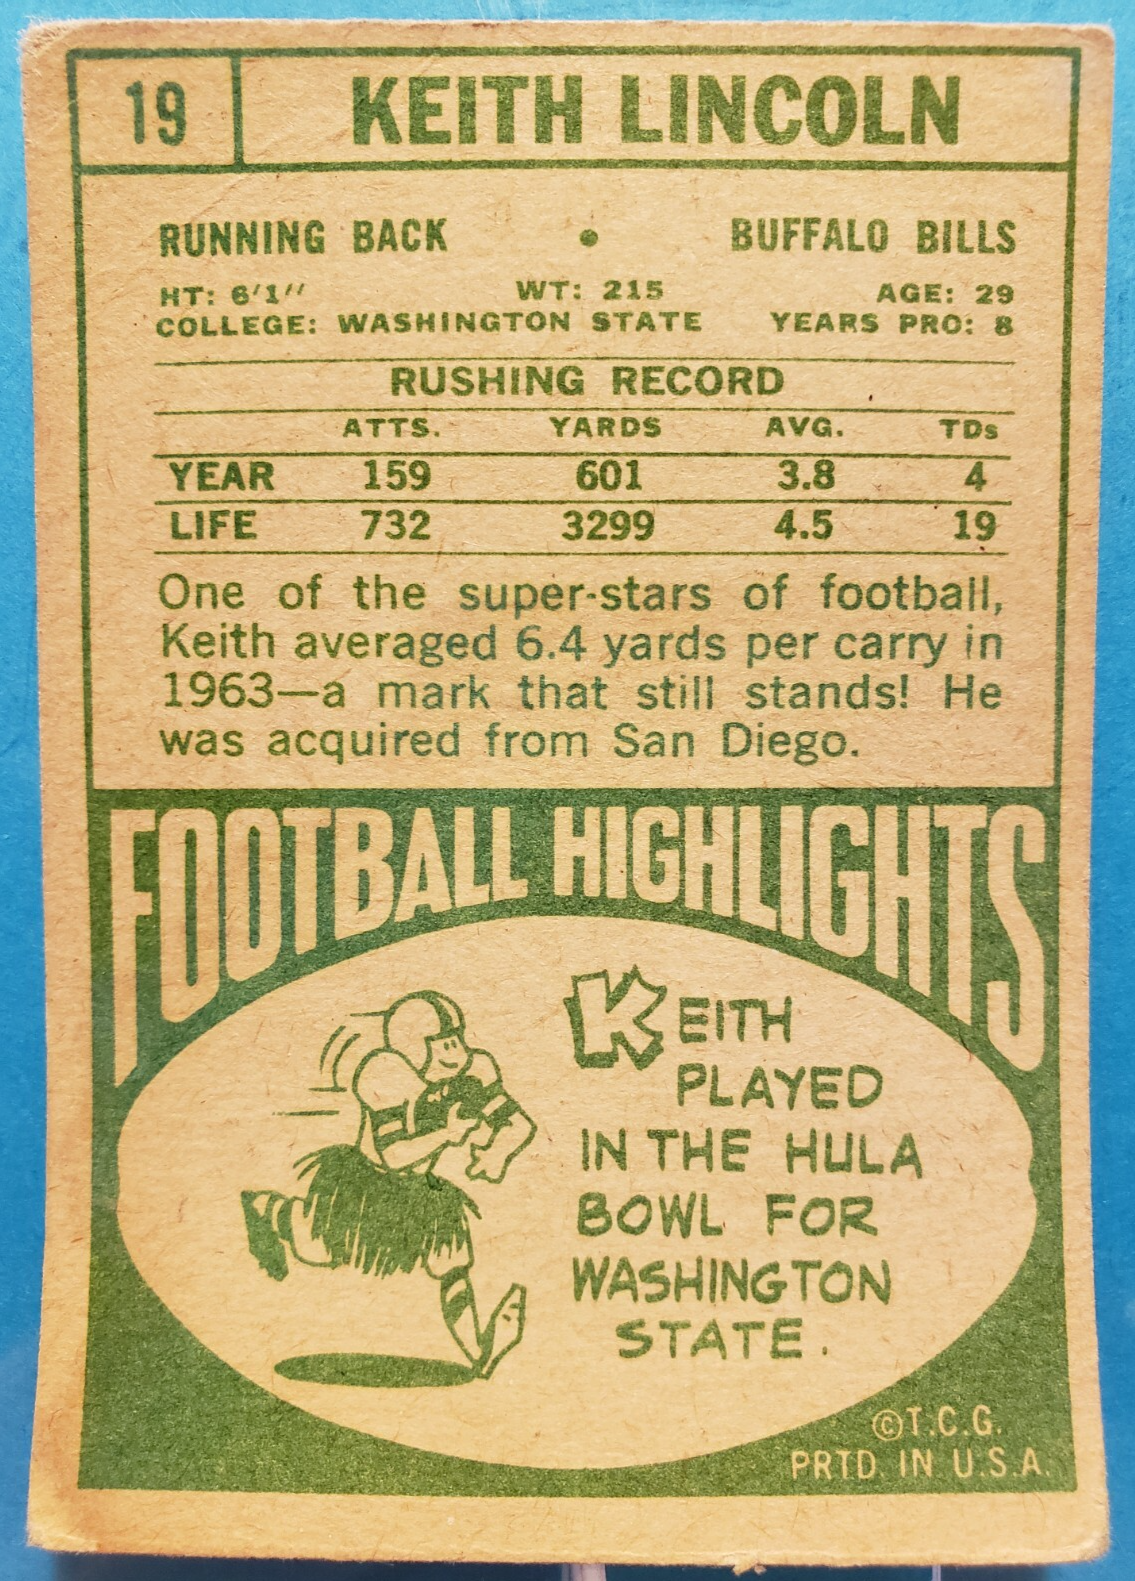 19 KEITH LINCOLN
RUNNING BACK • BUFFALO BILLS
HT: 6'1" WT: 215 AGE: 29
COLLEGE: WASHINGTON STATE YEARS PRO: 8
RUSHING RECORD
ATTS. YARDS AVG. TDs
YEAR 159 601 3.8 4
LIFE 732 3299 4.5 19
One of the super-stars of football,
Keith averaged 6.4 yards per carry in
1963—a mark that still stands! He
was acquired from San Diego.
FOOTBALL HIGHLIGHTS
KEITH
PLAYED
IN THE HULA
BOWL FOR
WASHINGTON
STATE.
©T.C.G.
PRTD. IN U.S.A.